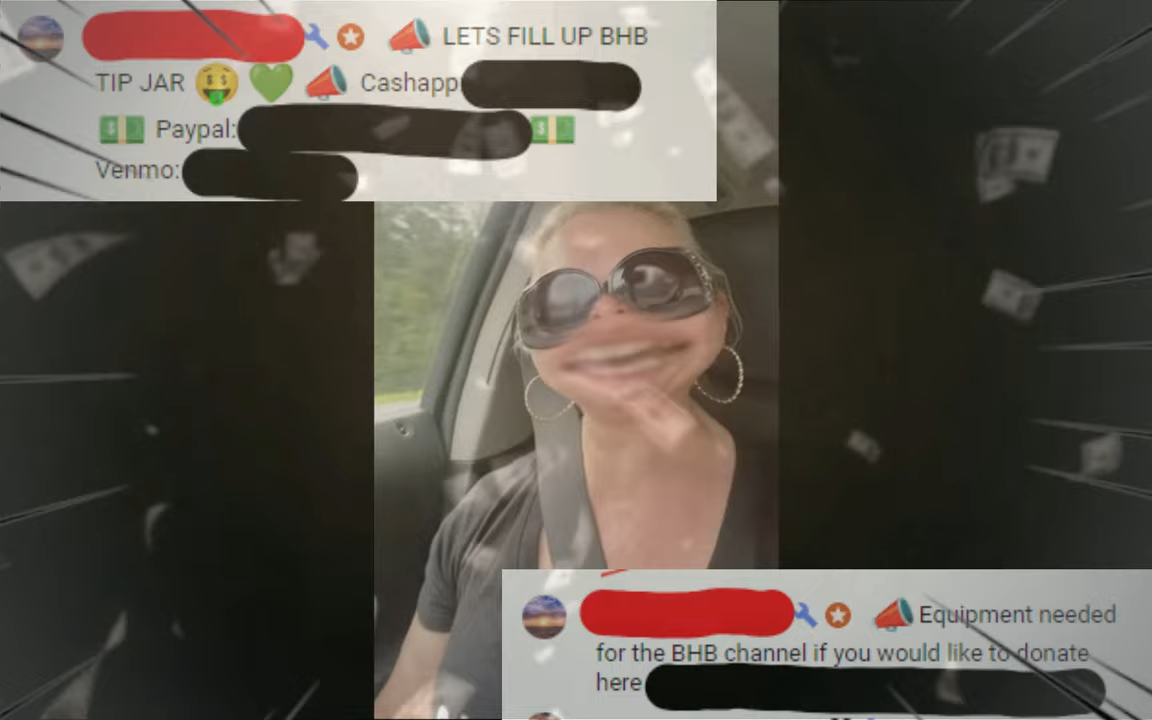 📣 LETS FILL UP BHB
TIP JAR 🤑 💚 📣 Cashapp
💵 Paypal: 💵
Venmo:
📣 Equipment needed
for the BHB channel if you would like to donate
here